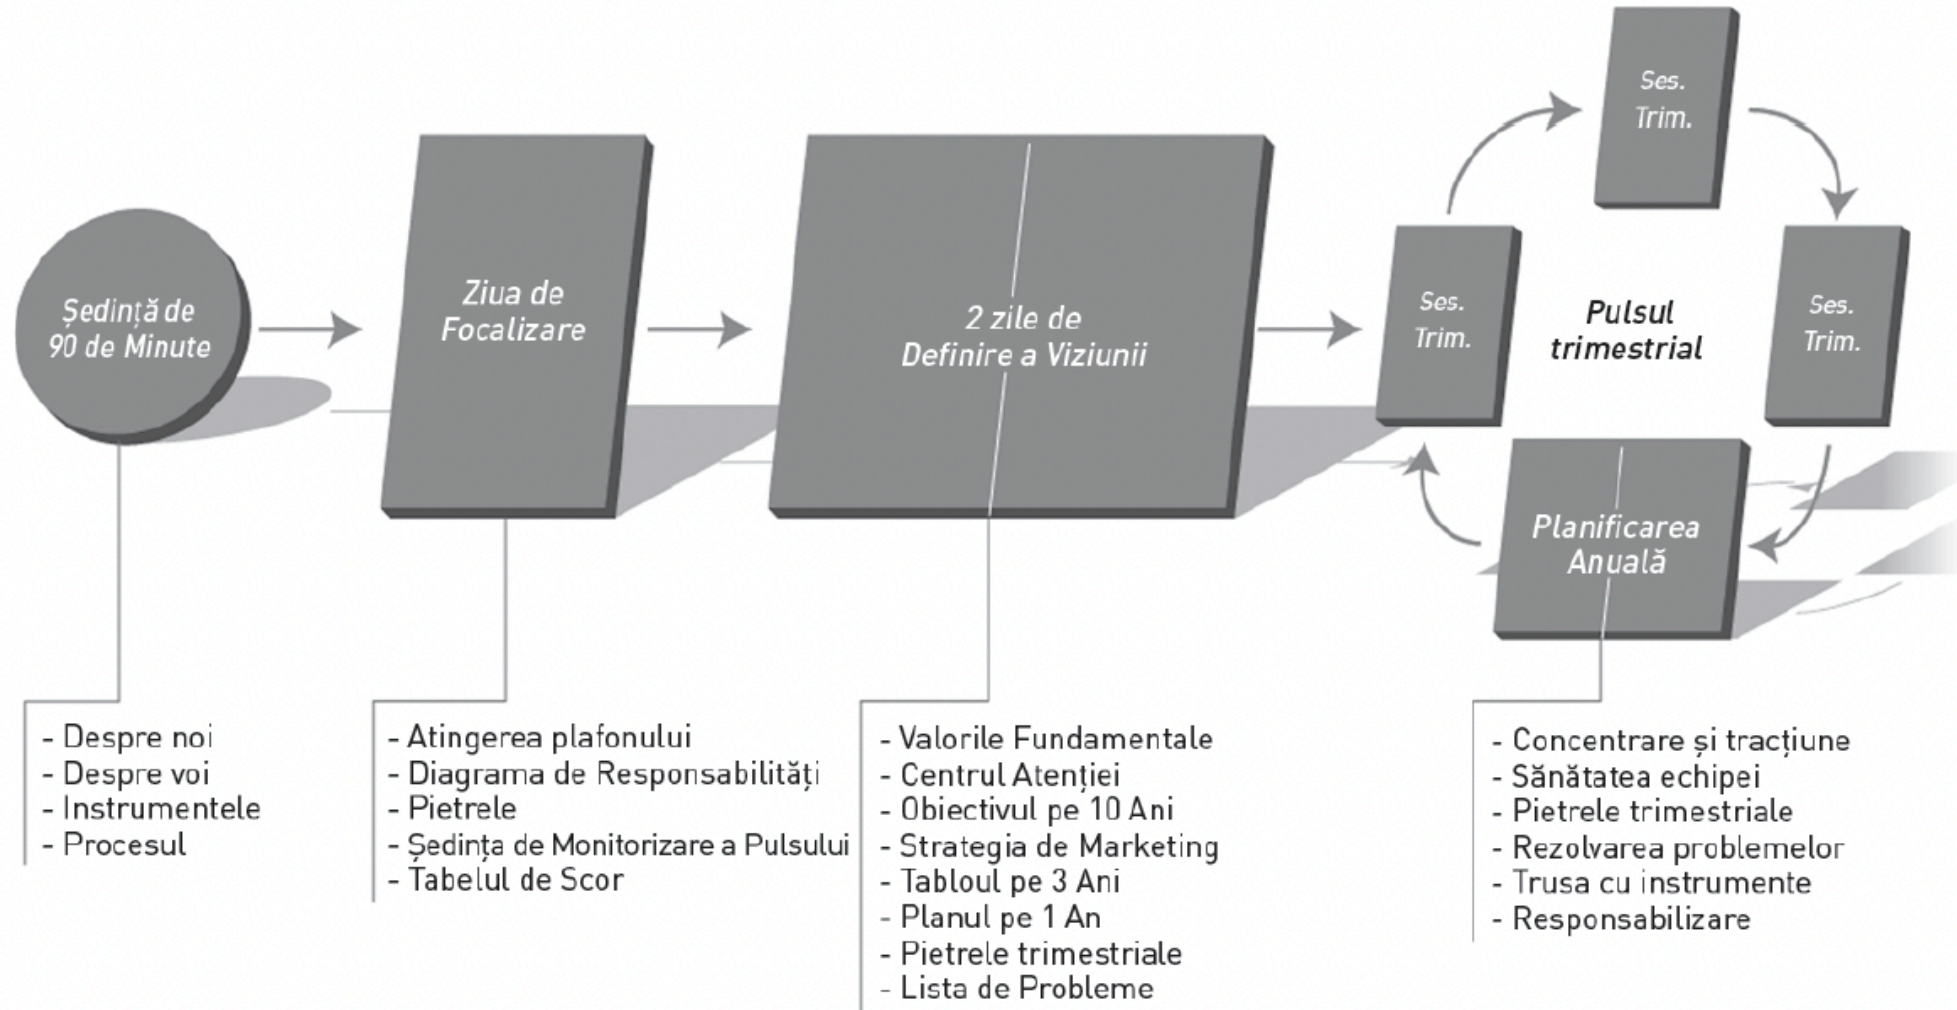 Ședință de
90 de Minute
Ziua de
Focalizare
2 zile de
Definire a Viziunii
Ses.
Trim.
Ses.
Trim.
Pulsul
trimestrial
Ses.
Trim.
Planificarea
Anuală
- Despre noi
- Despre voi
- Instrumentele
- Procesul
- Atingerea plafonului
- Diagrama de Responsabilități
- Pietrele
- Ședința de Monitorizare a Pulsului
- Tabelul de Scor
- Valorile Fundamentale
- Centrul Atenției
- Obiectivul pe 10 Ani
- Strategia de Marketing
- Tabloul pe 3 Ani
- Planul pe 1 An
- Pietrele trimestriale
- Lista de Probleme
- Concentrare și tracțiune
- Sănătatea echipei
- Pietrele trimestriale
- Rezolvarea problemelor
- Trusa cu instrumente
- Responsabilizare